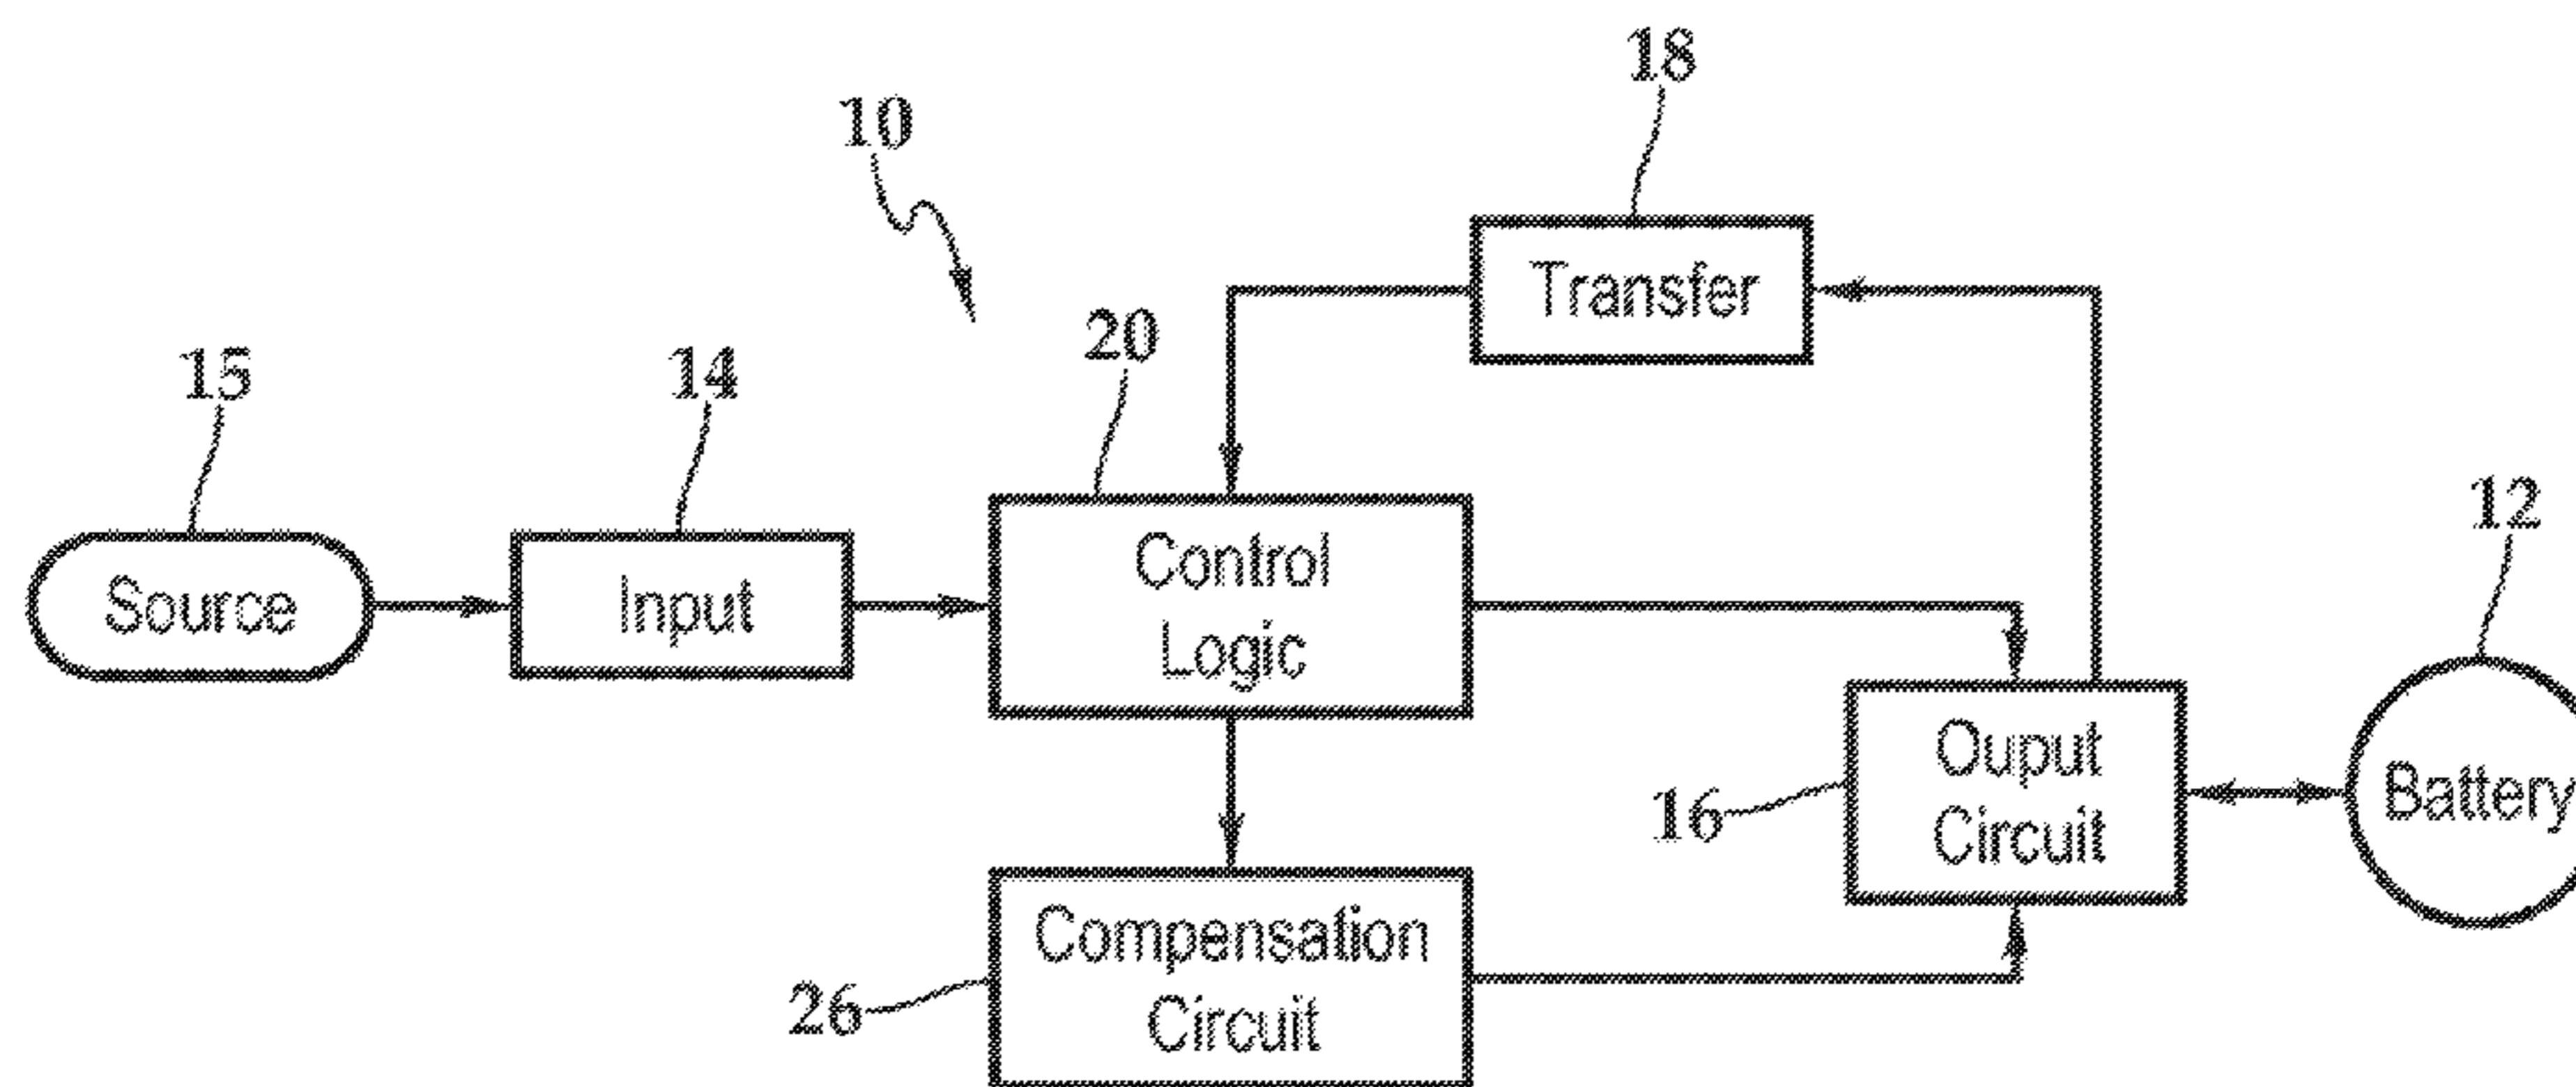 18
10
Transfer
20
15
14
12
Source
Input
Control
Logic
Ouput
Circuit
16
Battery
Compensation
Circuit
26